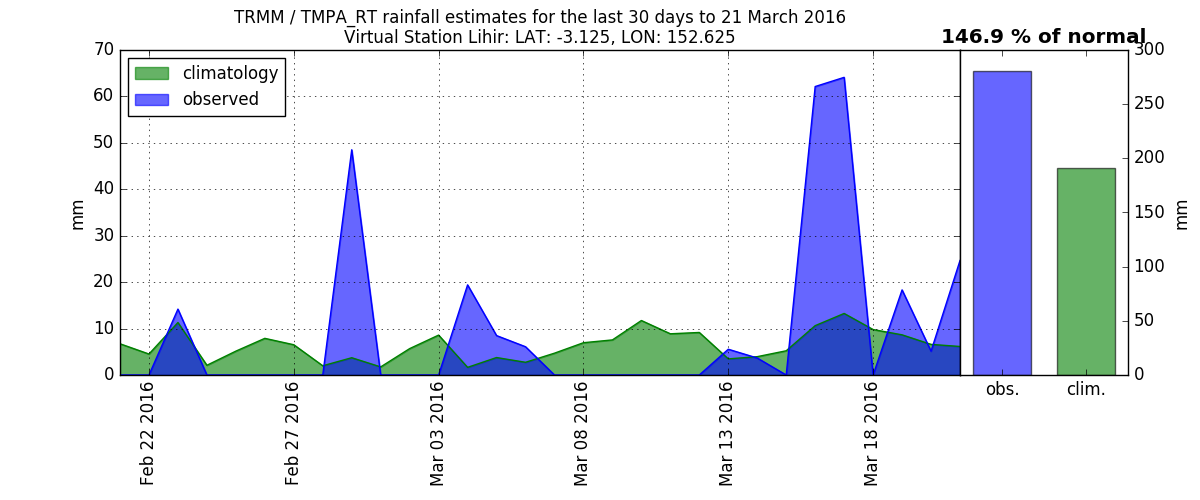 TRMM / TMPA_RT rainfall estimates for the last 30 days to 21 March 2016
Virtual Station Lihir: LAT: -3.125, LON: 152.625
146.9 % of normal
climatology
observed
70
60
50
40
30
20
10
0
mm
Feb 22 2016
Feb 27 2016
Mar 03 2016
Mar 08 2016
Mar 13 2016
Mar 18 2016
300
250
200
150
100
50
0
mm
obs.
clim.